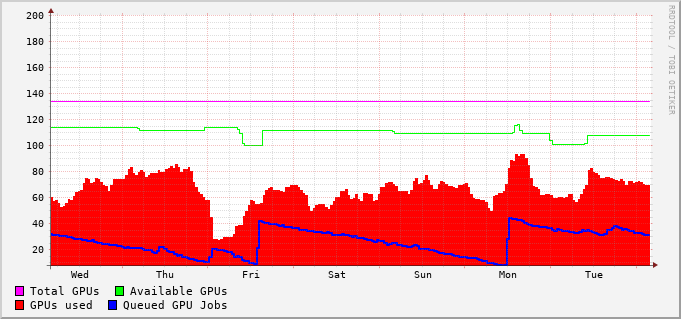 200
180
160
140
120
100
80
60
40
20
Wed Thu Fri Sat Sun Mon Tue
Total GPUs Available GPUs
GPUs used Queued GPU Jobs
RRDTOOL / TOBI OETIKER